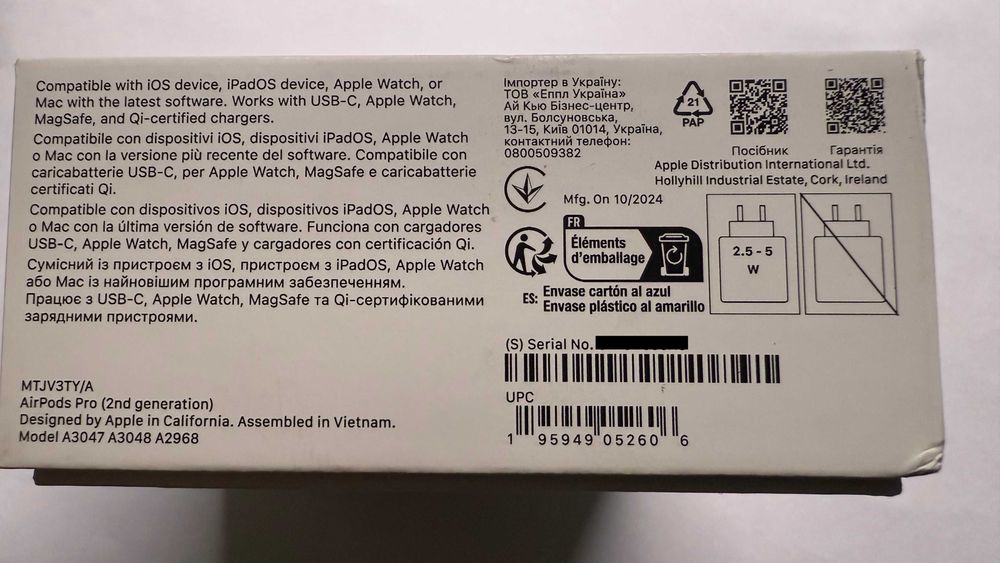 Compatible with iOS device, iPadOS device, Apple Watch, or
Mac with the latest software. Works with USB-C, Apple Watch,
MagSafe, and Qi-certified chargers.
Compatibile con dispositivi iOS, dispositivi iPadOS, Apple Watch
o Mac con la versione più recente del software. Compatibile con
caricabatterie USB-C, per Apple Watch, MagSafe e caricabatterie
certificati Qi.
Compatible con dispositivos iOS, dispositivos iPadOS, Apple Watch
o Mac con la última versión de software. Funciona con cargadores
USB-C, Apple Watch, MagSafe y cargadores con certificación Qi.
Сумісний із пристроєм з iOS, пристроєм з iPadOS, Apple Watch
або Mac із найновішим програмним забезпеченням.
Працює з USB-C, Apple Watch, MagSafe та Qi-сертифікованими
зарядними пристроями.
MTJV3TY/A
AirPods Pro (2nd generation)
Designed by Apple in California. Assembled in Vietnam.
Model A3047 A3048 A2968
Імпортер в Україну:
ТОВ «Еппл Україна»
Ай Кью Бізнес-центр,
вул. Болсуновська,
13-15, Київ 01014, Україна,
контактний телефон:
0800509382
21
PAP
Посібник
Гарантія
Apple Distribution International Ltd.
Hollyhill Industrial Estate, Cork, Ireland
Mfg. On 10/2024
FR
Éléments
d'emballage
ES: Envase cartón al azul
Envase plástico al amarillo
2.5 - 5
W
(S) Serial No.
UPC
1 95949 05260 6